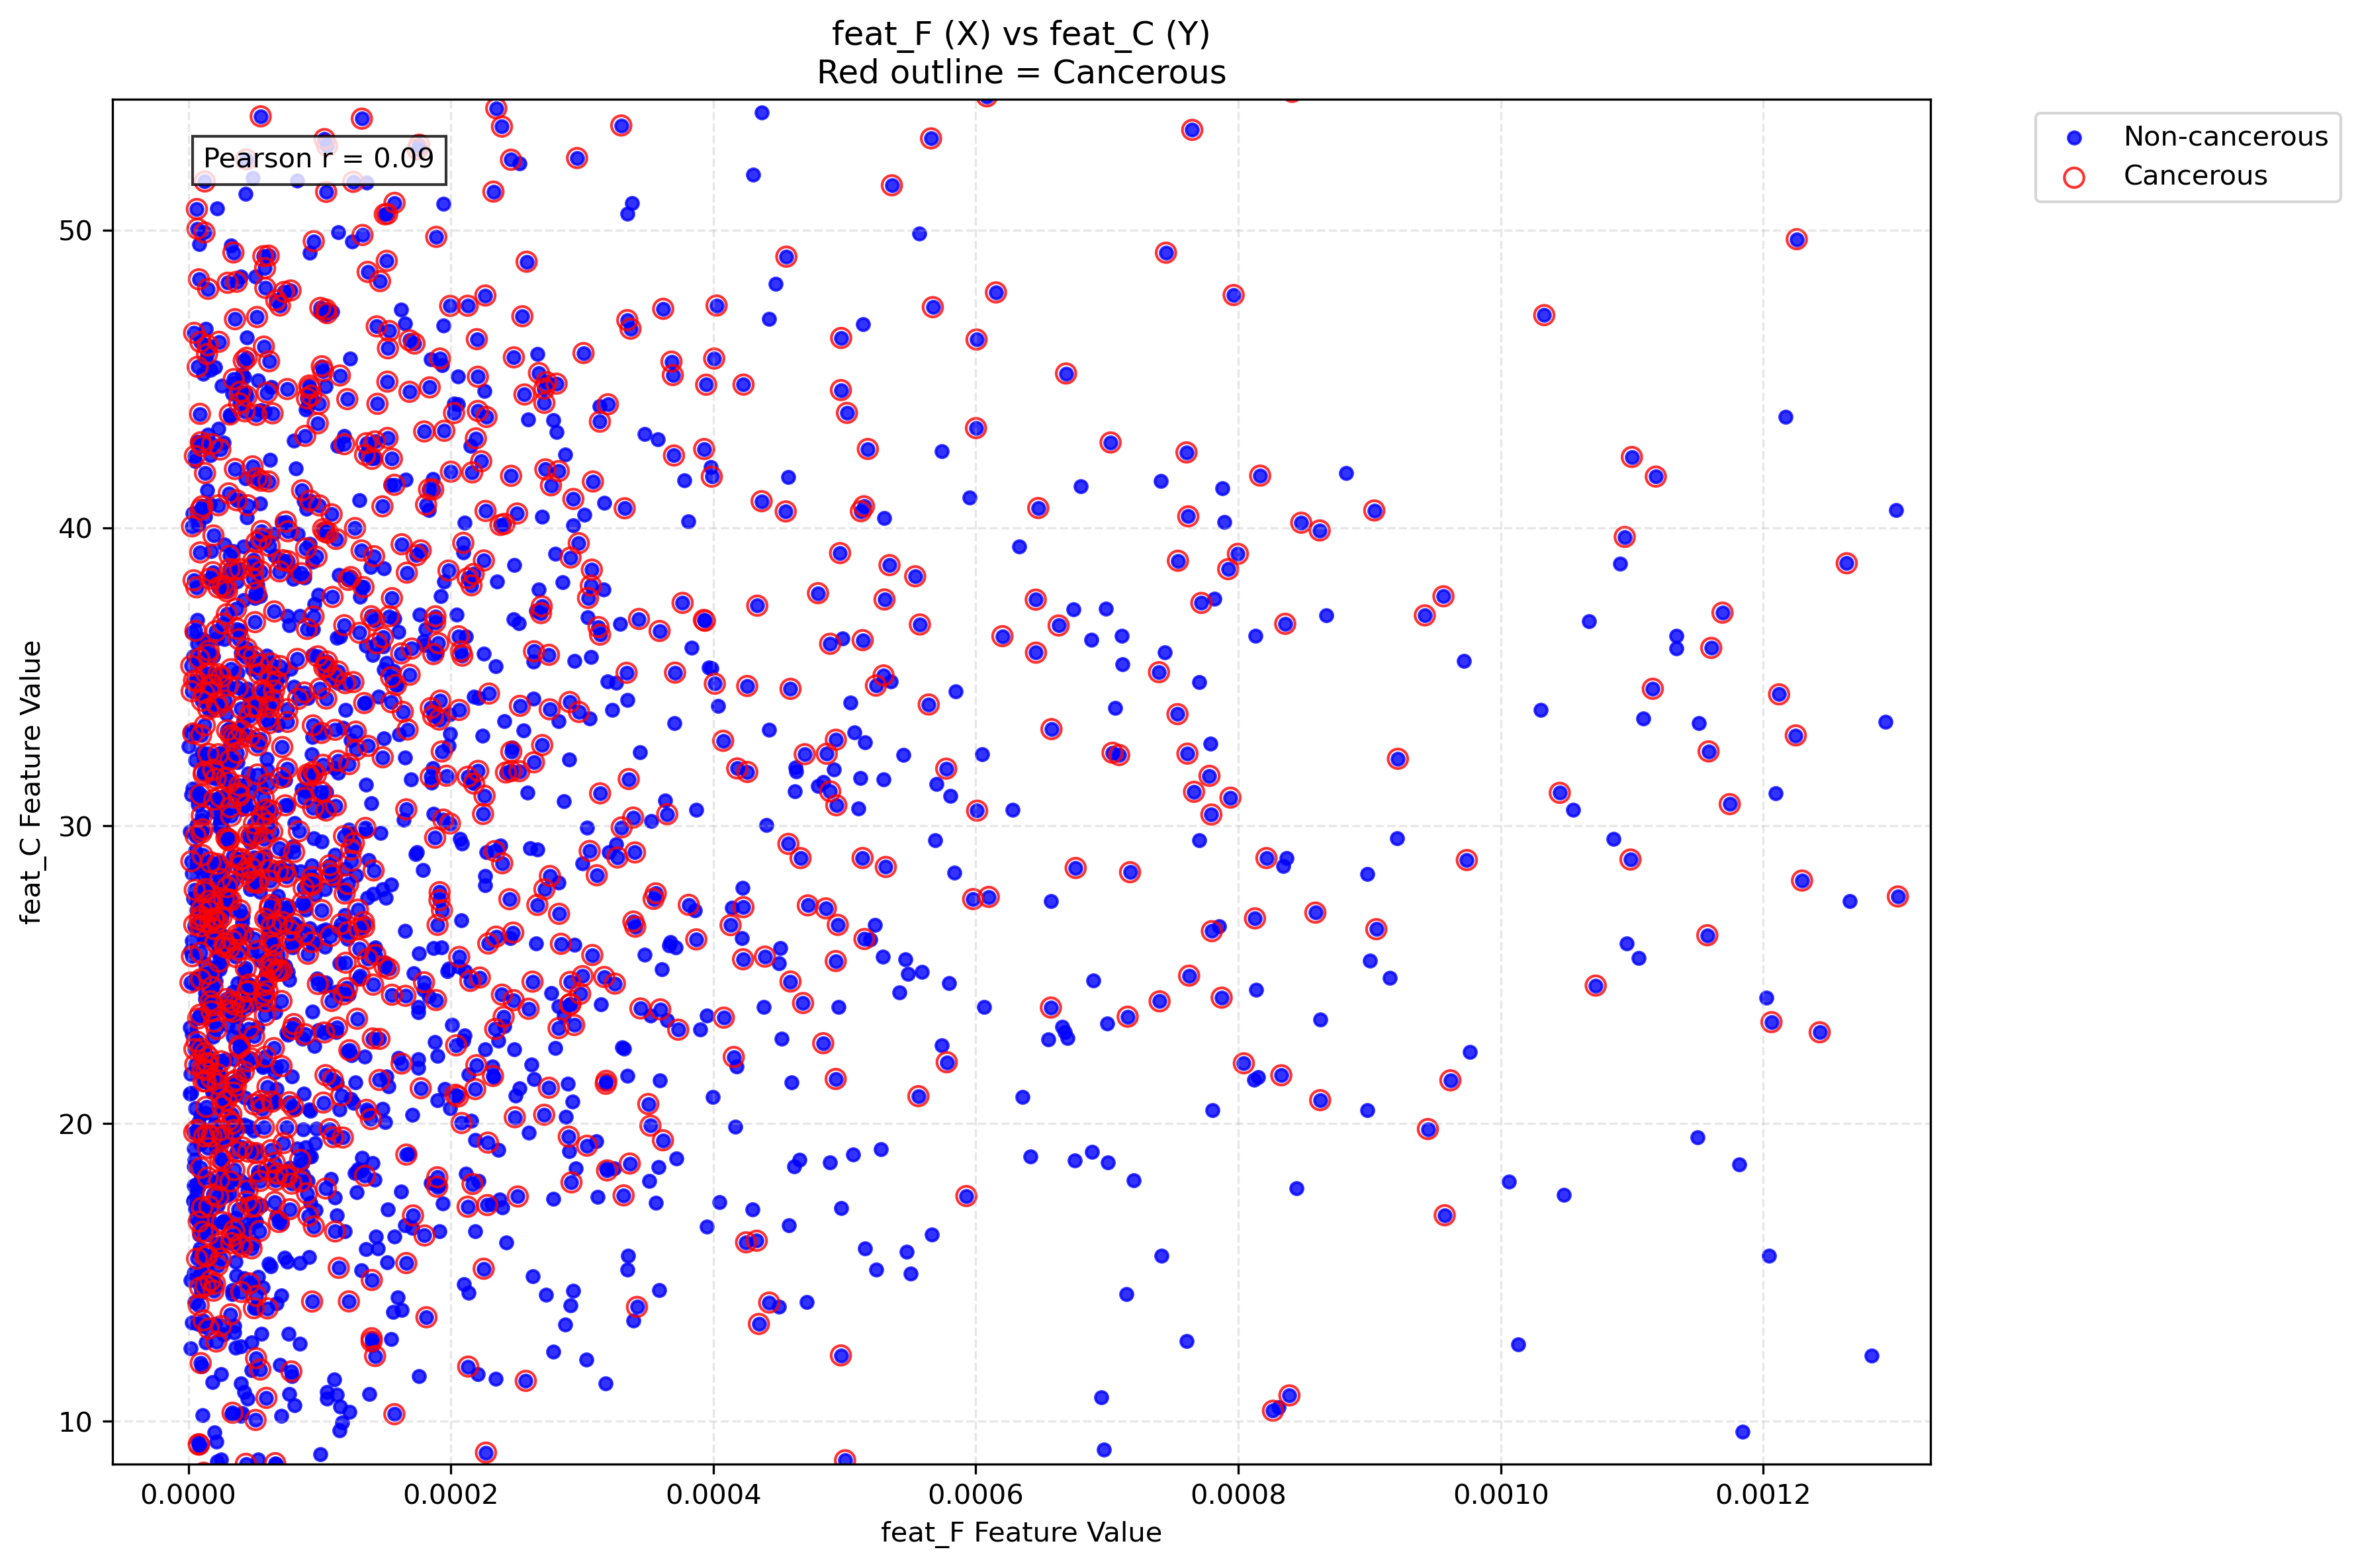 feat_F (X) vs feat_C (Y)
Red outline = Cancerous
Pearson r = 0.09
Non-cancerous
Cancerous
50
40
30
20
10
feat_C Feature Value
0.0000
0.0002
0.0004
0.0006
0.0008
0.0010
0.0012
feat_F Feature Value